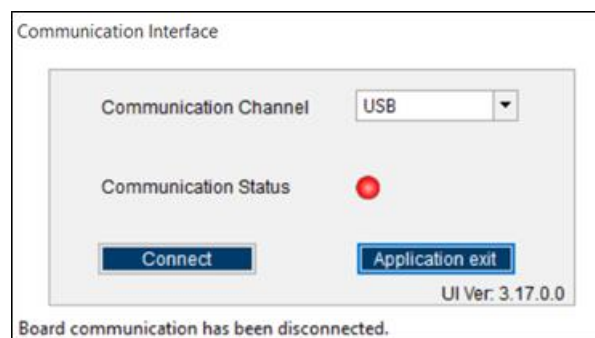 Communication Interface
Communication Channel USB
Communication Status
Connect Application exit
UI Ver: 3.17.0.0
Board communication has been disconnected.